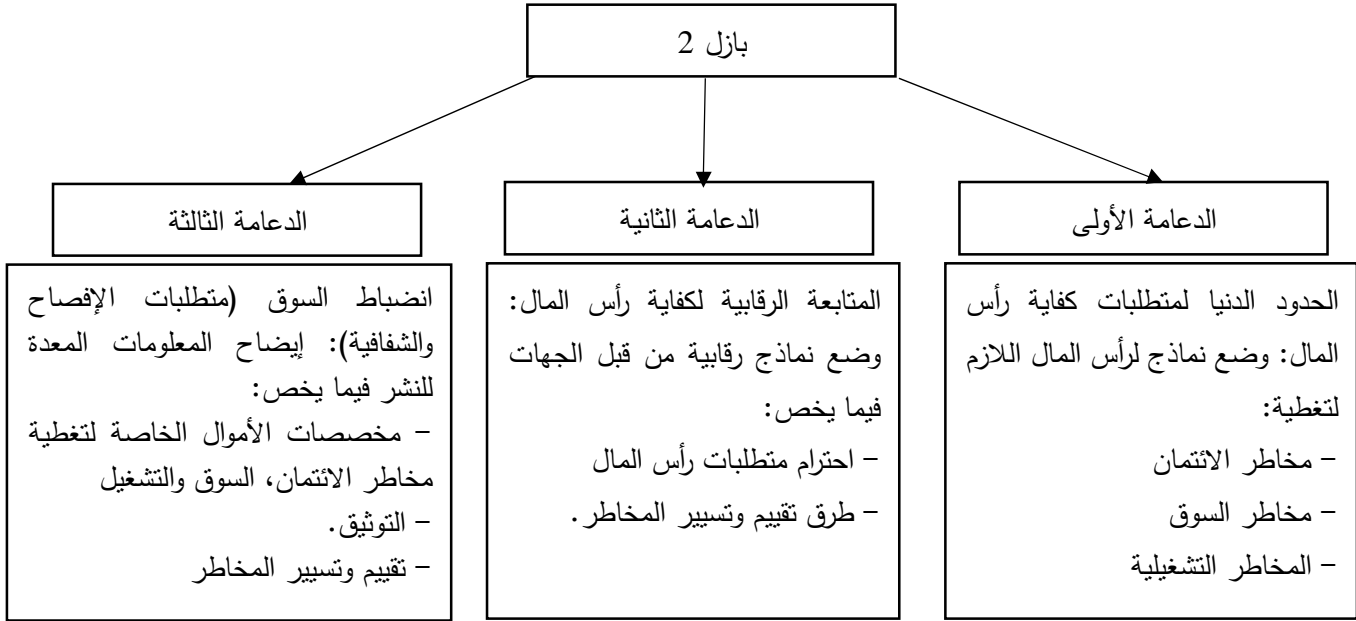 بازل 2
الدعامة الأولى
الحدود الدنيا لمتطلبات كفاية رأس
المال: وضع نماذج لرأس المال اللازم
لتغطية:
- مخاطر الائتمان
- مخاطر السوق
- المخاطر التشغيلية
الدعامة الثانية
المتابعة الرقابية لكفاية رأس المال:
وضع نماذج رقابية من قبل الجهات
فيما يخص:
- احترام متطلبات رأس المال
- طرق تقييم وتسيير المخاطر.
الدعامة الثالثة
انضباط السوق (متطلبات الإفصاح
والشفافية): إيضاح المعلومات المعدة
للنشر فيما يخص:
- مخصصات الأموال الخاصة لتغطية
مخاطر الائتمان، السوق والتشغيل
- التوثيق.
- تقييم وتسيير المخاطر